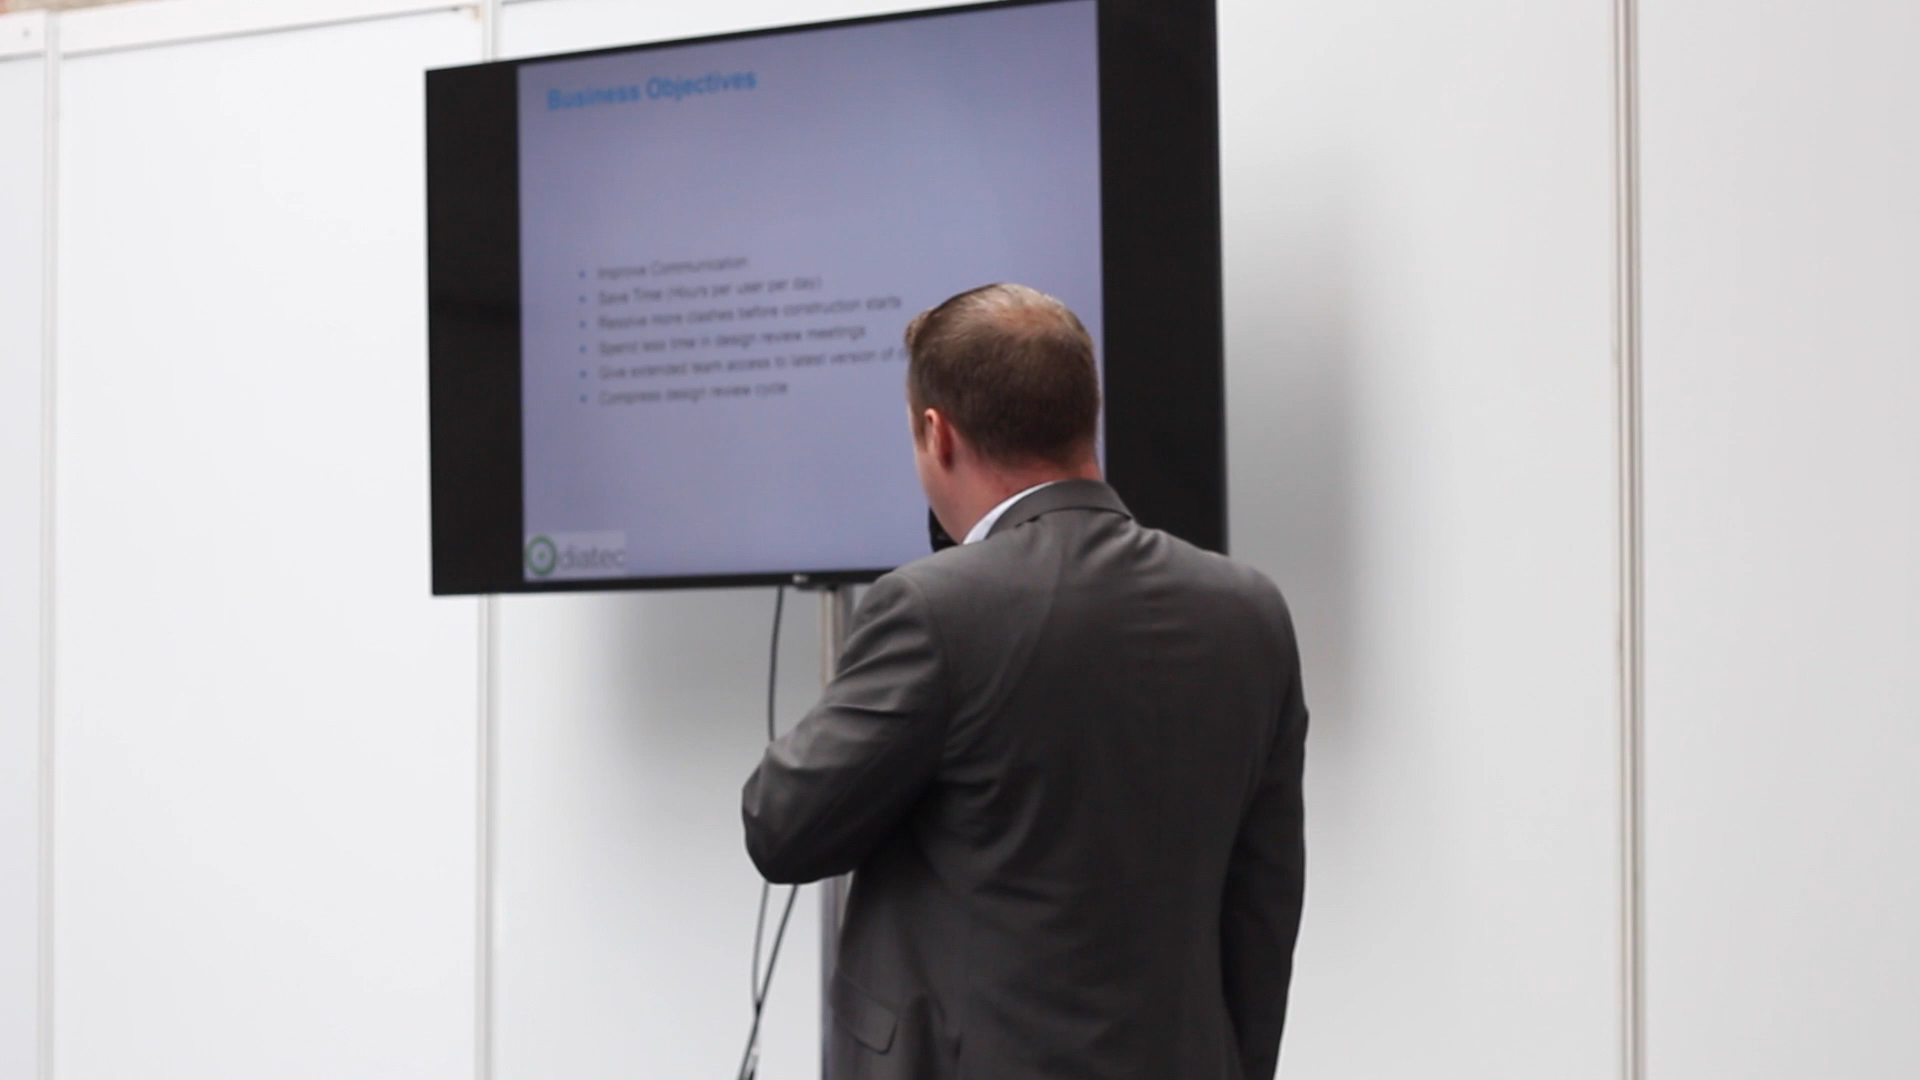 Business Objectives
• Improve Communication
• Save Time (Hours per user per day)
• Resolve more clashes before construction starts
• Spend less time in design review meetings
• Give extended team access to latest version of
• Compress design review cycle
diatec